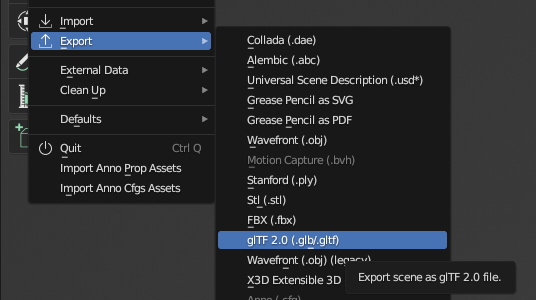 Import
Export
External Data
Clean Up
Defaults
Quit Ctrl Q
Import Anno Prop Assets
Import Anno Cfgs Assets
Collada (.dae)
Alembic (.abc)
Universal Scene Description (.usd*)
Grease Pencil as SVG
Grease Pencil as PDF
Wavefront (.obj)
Motion Capture (.bvh)
Stanford (.ply)
Stl (.stl)
FBX (.fbx)
glTF 2.0 (.glb/.gltf)
Wavefront (.obj) (legacy)
X3D Extensible 3D
Export scene as glTF 2.0 file.
Anno (.cfg)